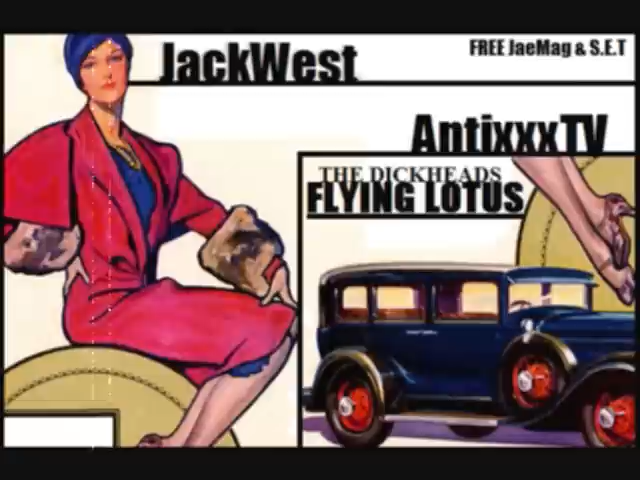 JackWest
FREE JaeMag & S.E.T
AntixxxTV
THE DICKHEADS
FLYING LOTUS